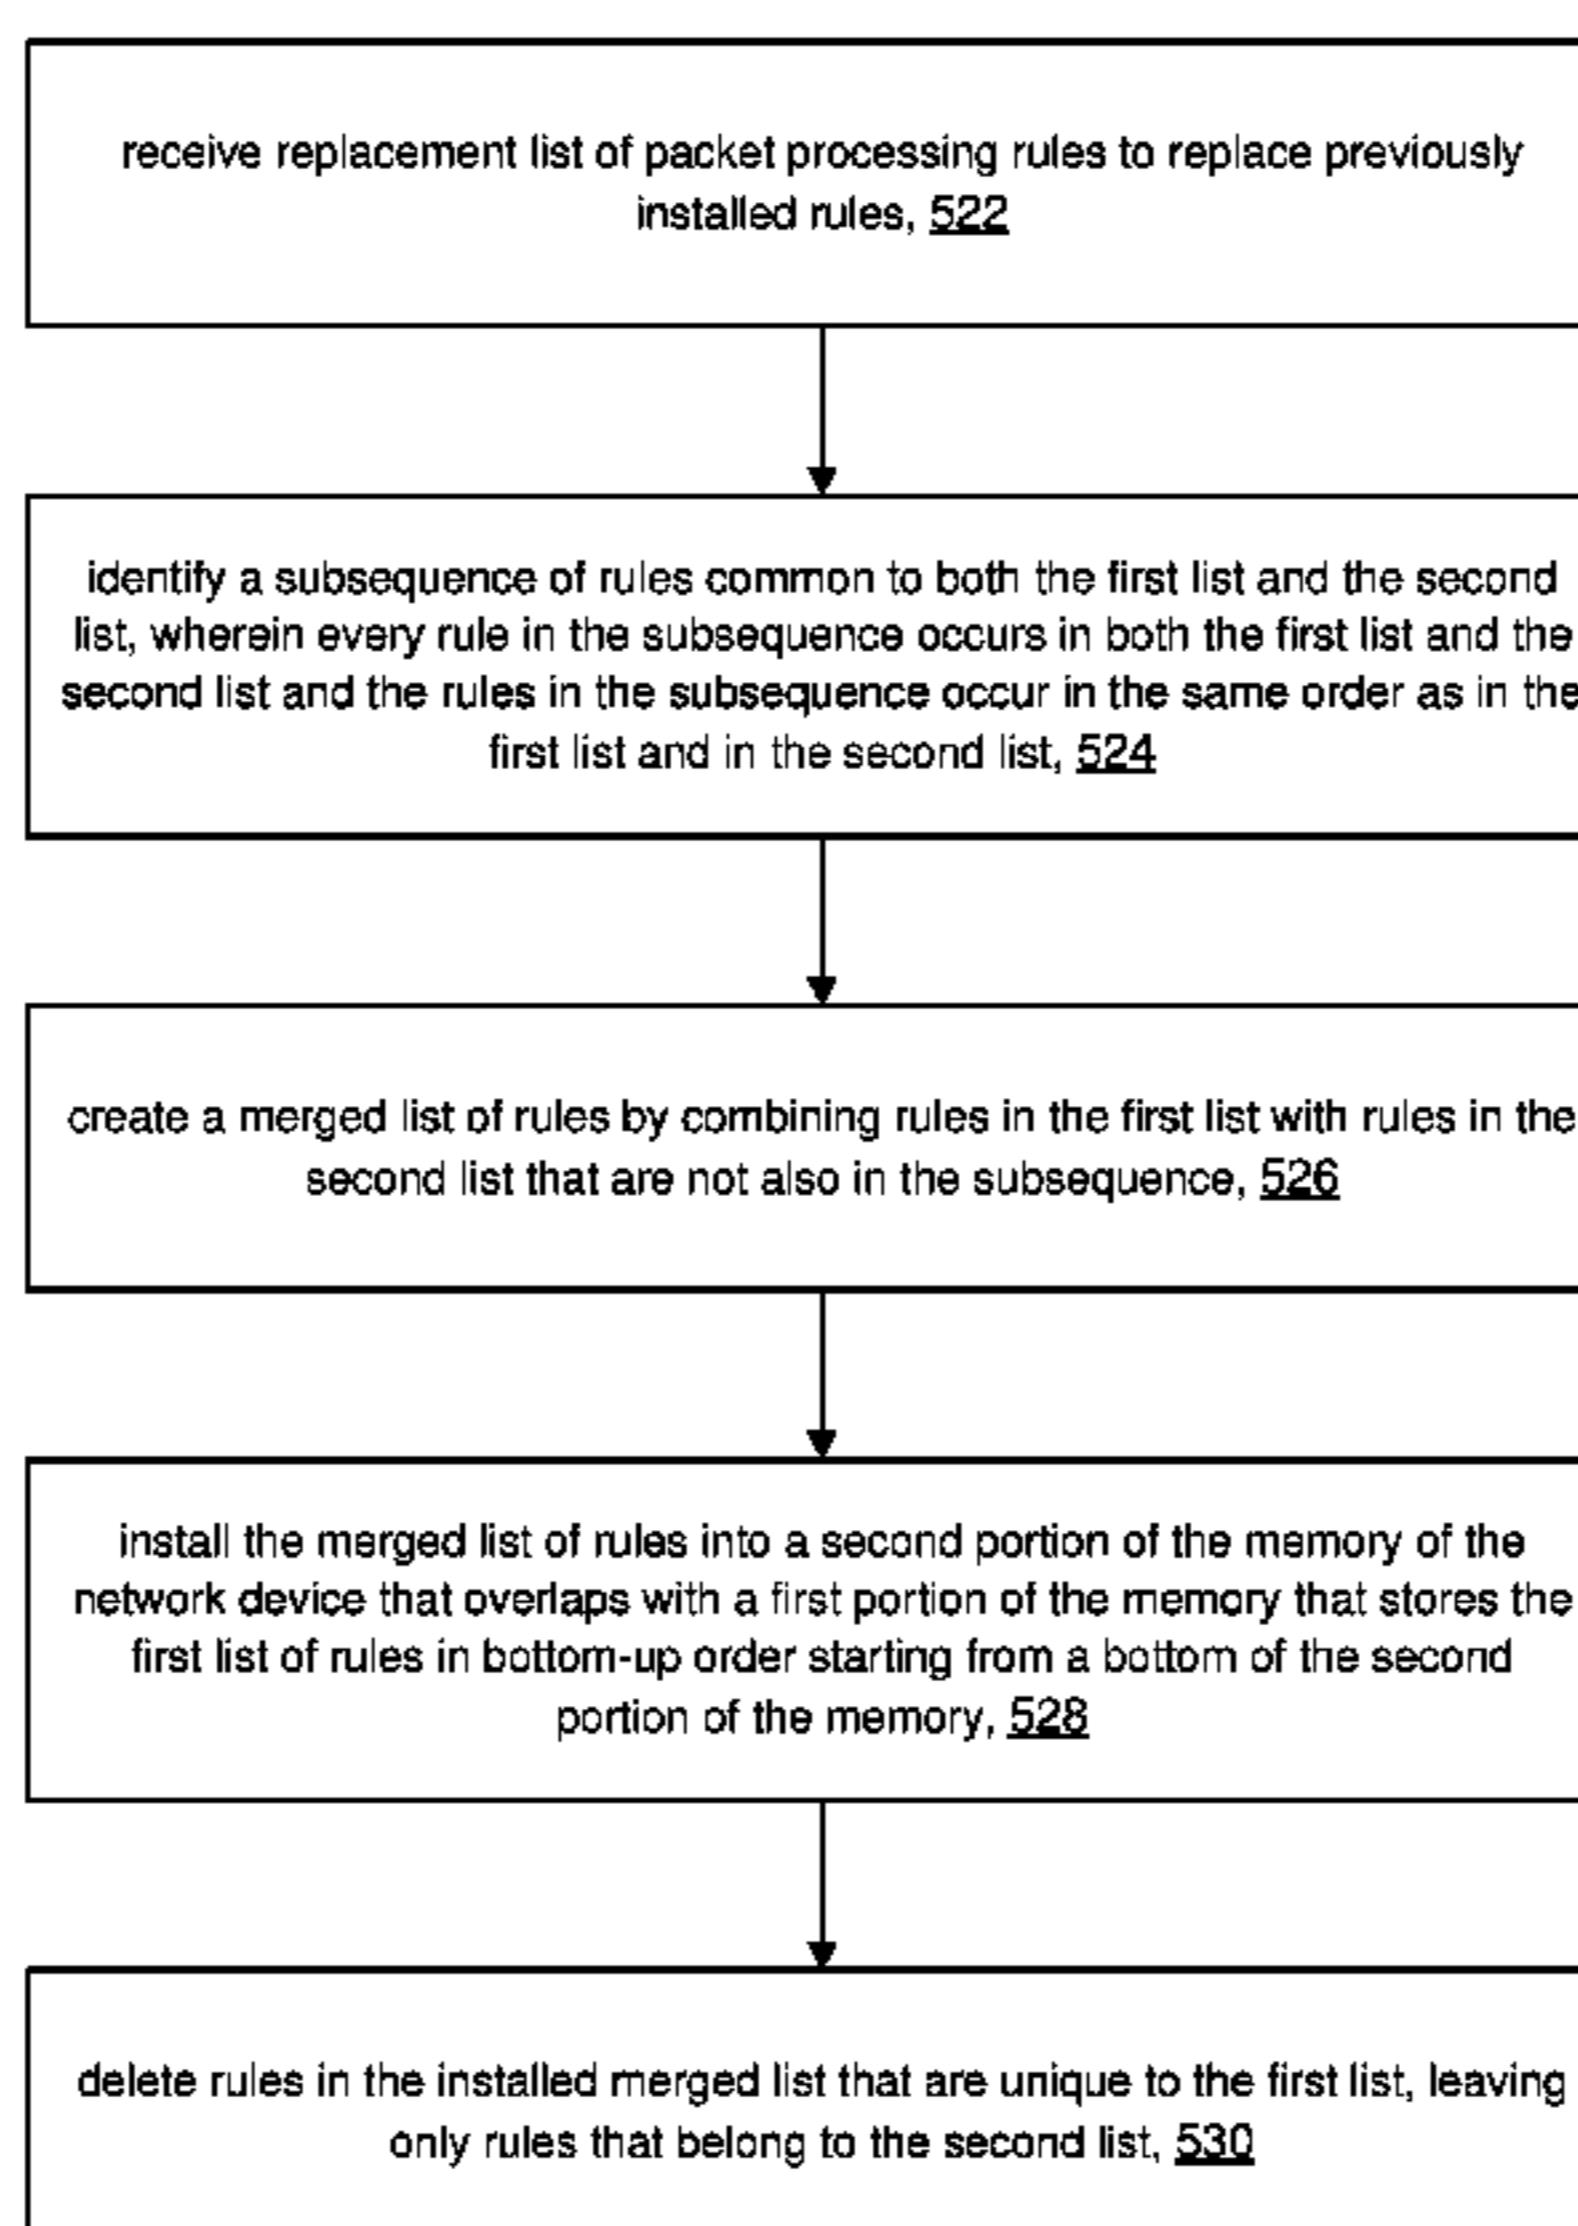 receive replacement list of packet processing rules to replace previously
installed rules, 522
identify a subsequence of rules common to both the first list and the second
list, wherein every rule in the subsequence occurs in both the first list and the
second list and the rules in the subsequence occur in the same order as in the
first list and in the second list, 524
create a merged list of rules by combining rules in the first list with rules in the
second list that are not also in the subsequence, 526
install the merged list of rules into a second portion of the memory of the
network device that overlaps with a first portion of the memory that stores the
first list of rules in bottom-up order starting from a bottom of the second
portion of the memory, 528
delete rules in the installed merged list that are unique to the first list, leaving
only rules that belong to the second list, 530